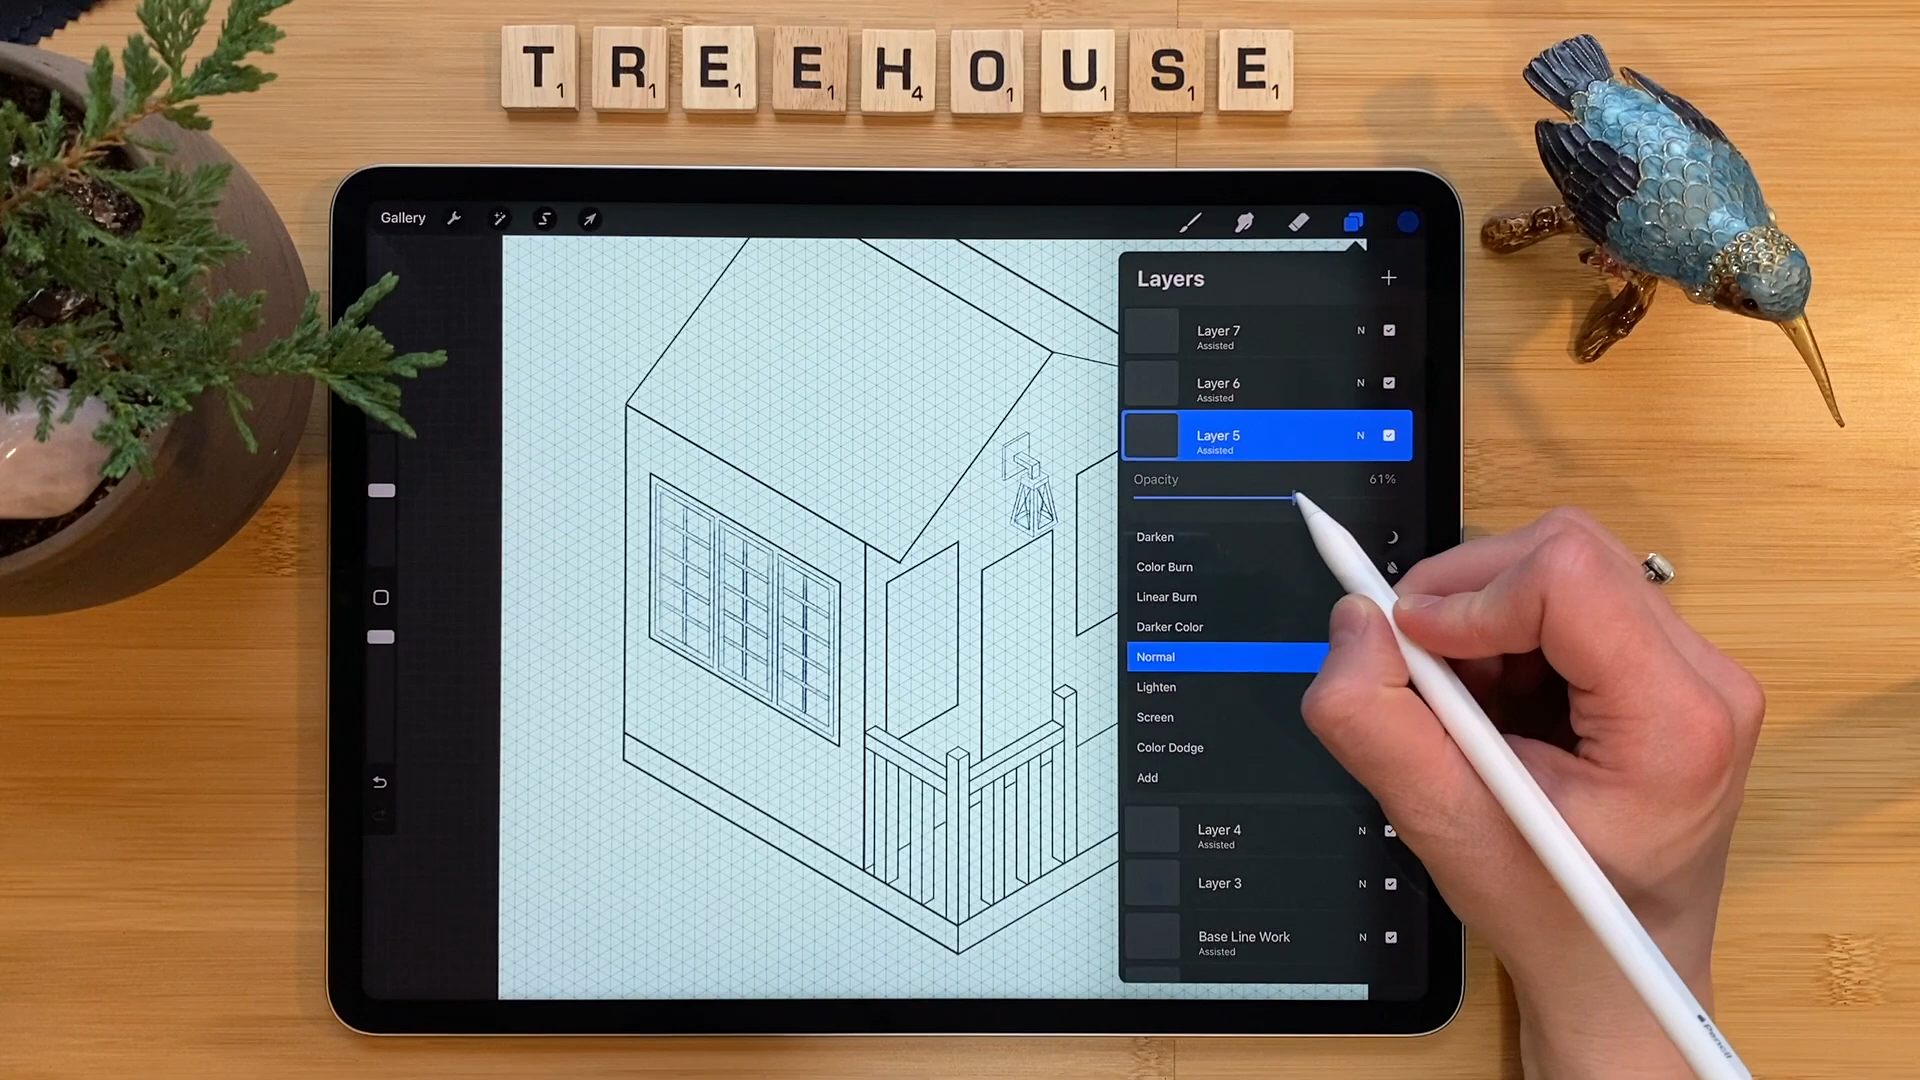 T1 R1 E1 E1 H4 O1 U1 S1 E1
Gallery
Layers
Layer 7 N
Assisted
Layer 6 N
Assisted
Layer 5 N
Assisted
Opacity 61%
Darken
Color Burn
Linear Burn
Darker Color
Normal
Lighten
Screen
Color Dodge
Add
Layer 4 N
Assisted
Layer 3 N
Base Line Work N
Assisted
Pencil